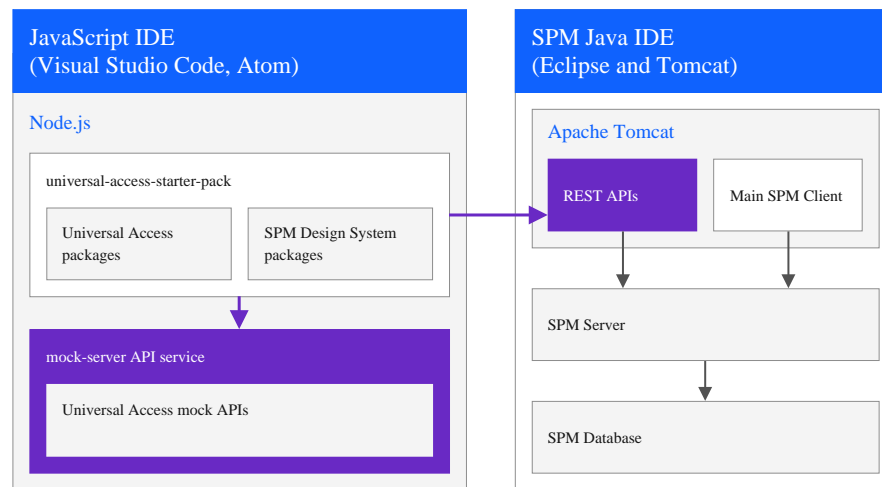 JavaScript IDE
(Visual Studio Code, Atom)
Node.js
universal-access-starter-pack
Universal Access
packages
SPM Design System
packages
mock-server API service
Universal Access mock APIs
SPM Java IDE
(Eclipse and Tomcat)
Apache Tomcat
REST APIs
Main SPM Client
SPM Server
SPM Database